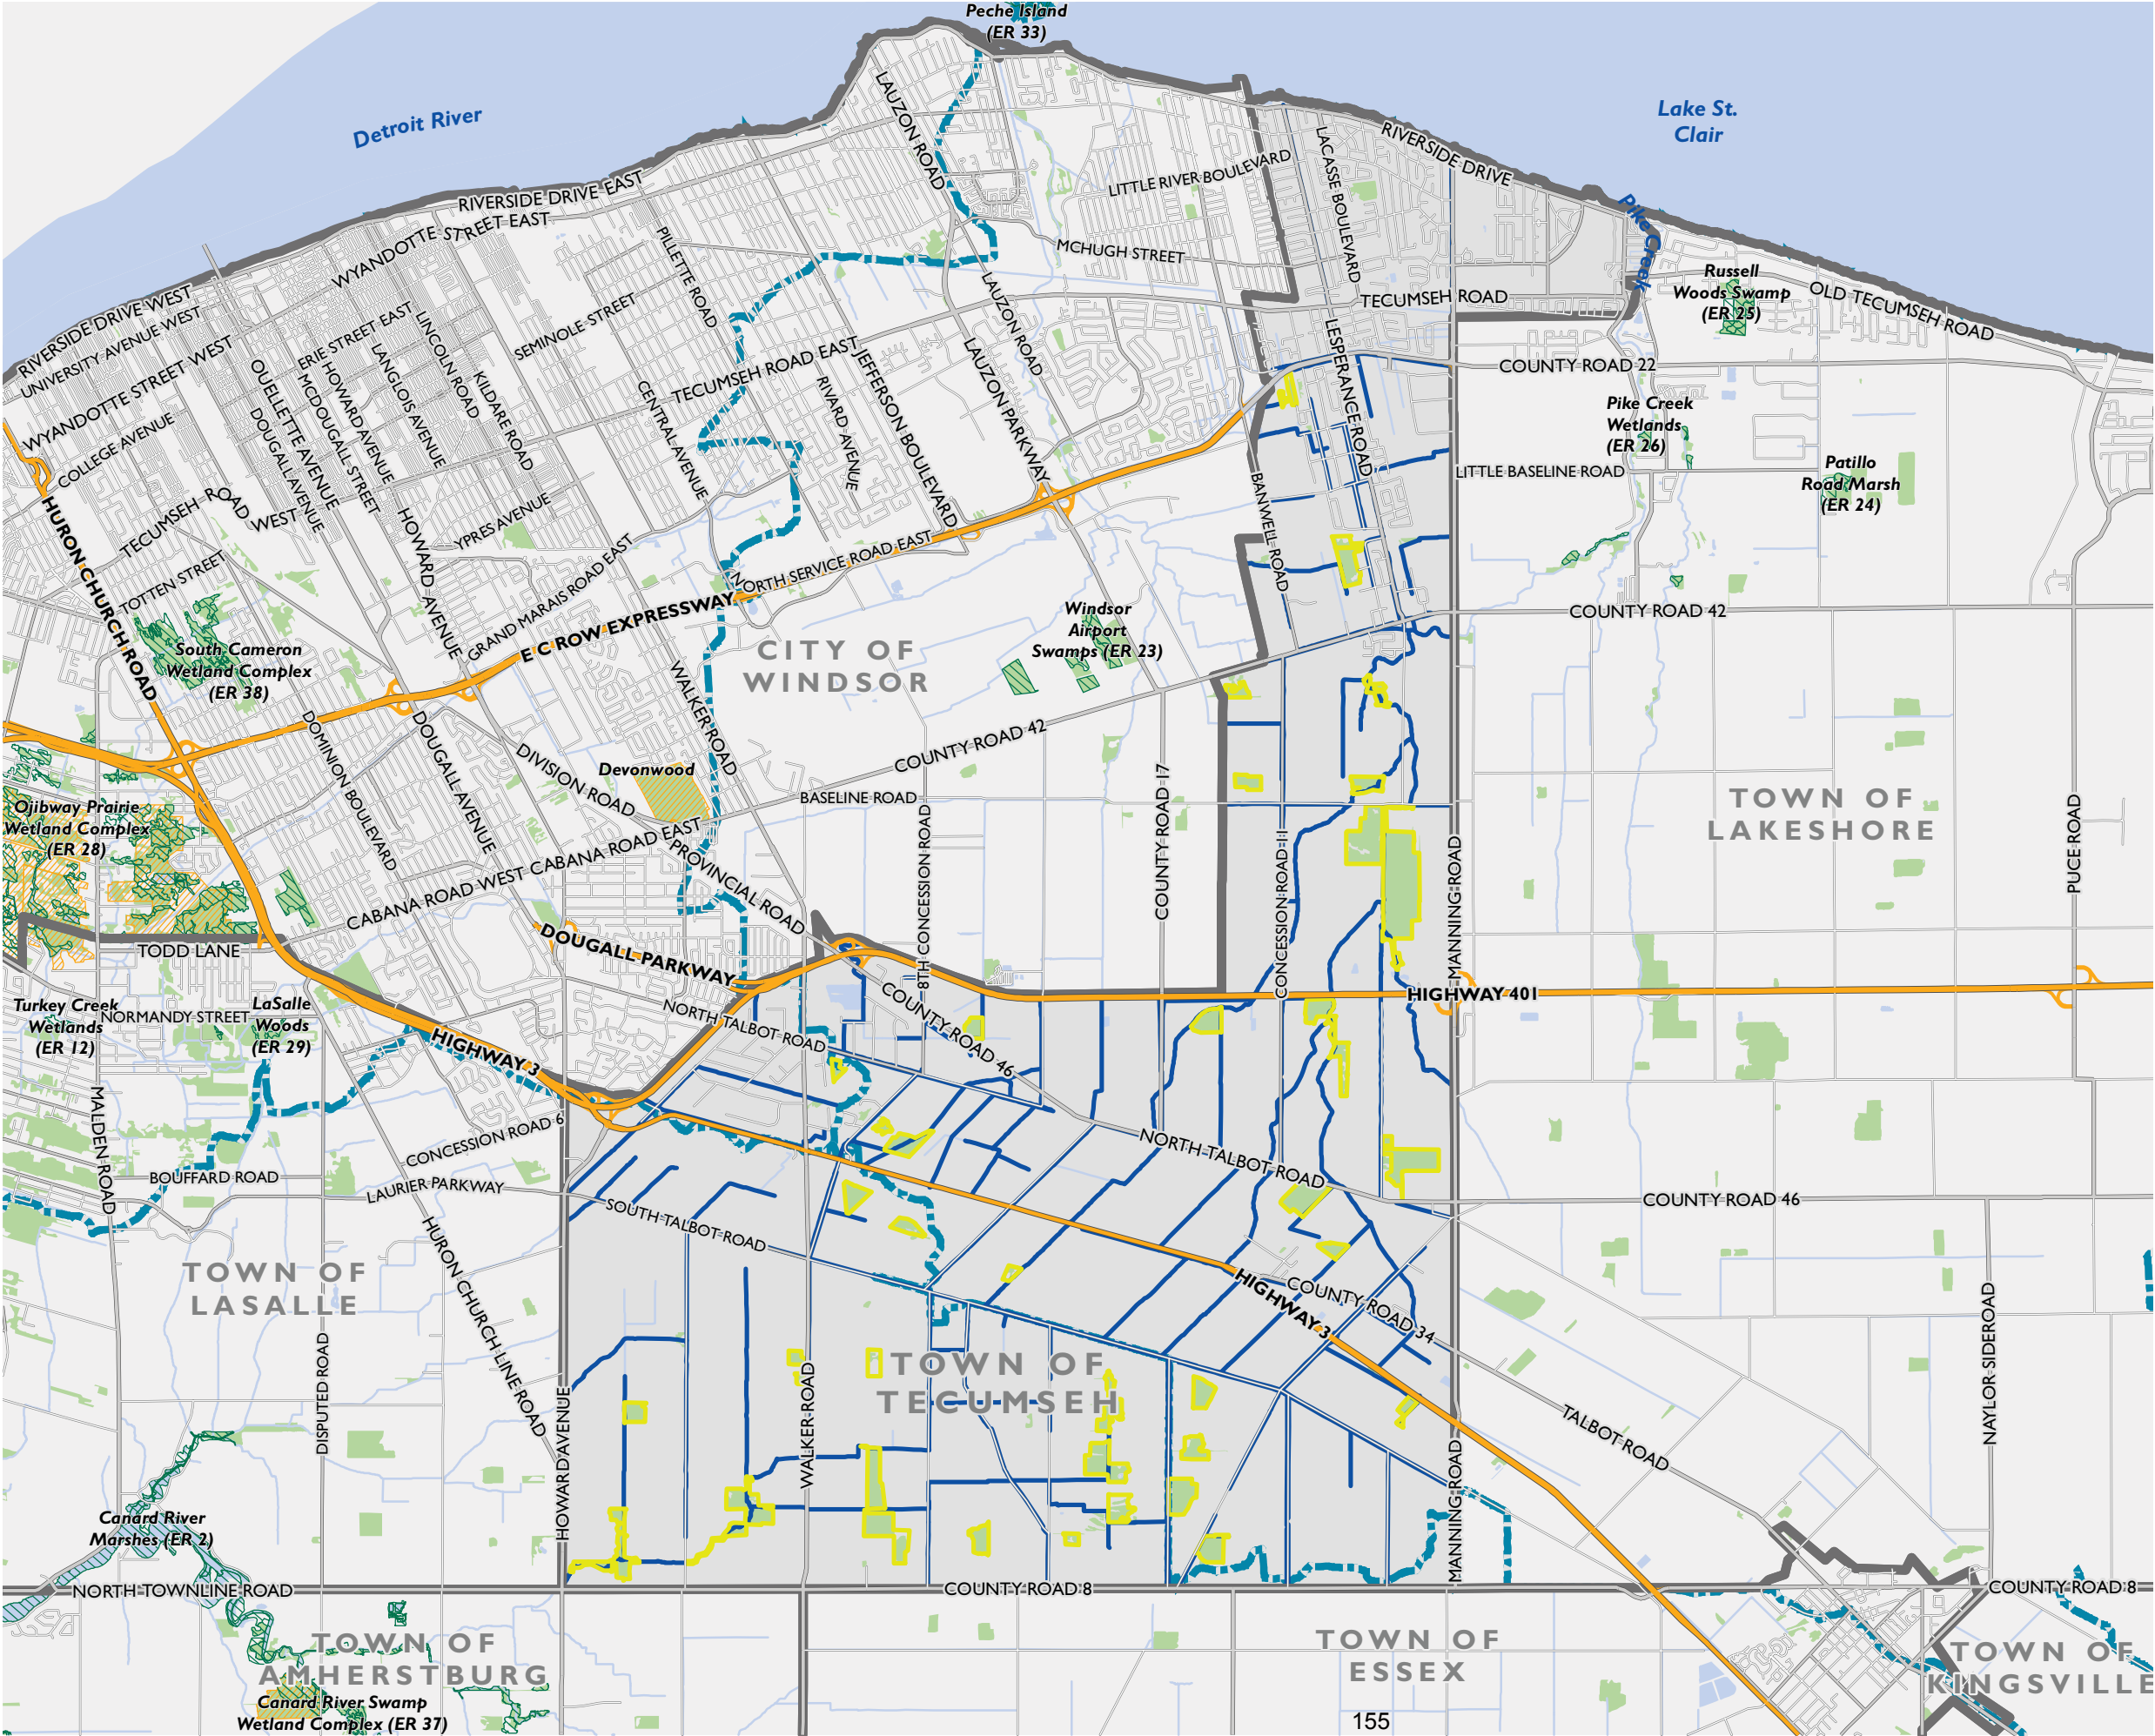 Peche Island
(ER 33)
Detroit River
Lake St.
Clair
LAUZON ROAD
LACASSE BOULEVARD
RIVERSIDE DRIVE
LITTLE RIVER BOULEVARD
RIVERSIDE DRIVE EAST
WYANDOTTE STREET EAST
Pike Creek
PILLETTE ROAD
MCHUGH STREET
Russell
Woods Swamp
(ER 25)
OLD TECUMSEH ROAD
LAUZON ROAD
TECUMSEH ROAD
RIVERSIDE DRIVE WEST
UNIVERSITY AVENUE WEST
WYANDOTTE STREET WEST
ERIE STREET EAST
LINCOLN ROAD
SEMINOLE STREET
LESPERANCE ROAD
TECUMSEH ROAD EAST
JEFFERSON BOULEVARD
LAUZON PARKWAY
COUNTY ROAD 22
OUELLETTE AVENUE
MCDOUGALL STREET
HOWARD AVENUE
LANGLOIS AVENUE
KILDARE ROAD
CENTRAL AVENUE
RIVARD AVENUE
Pike Creek
Wetlands
(ER 26)
COLLEGE AVENUE
DOUGALL AVENUE
LITTLE BASELINE ROAD
Patillo
Road Marsh
(ER 24)
BANWELL ROAD
TECUMSEH ROAD
WEST
HURON CHURCH ROAD
HOWARD AVENUE
YPRES AVENUE
NORTH SERVICE ROAD EAST
TOTTEN STREET
GRAND MARAIS ROAD EAST
E C ROW EXPRESSWAY
Windsor
Airport
Swamps (ER 23)
COUNTY ROAD 42
South Cameron
Wetland Complex
(ER 38)
CITY OF
WINDSOR
WALKER ROAD
DOMINION BOULEVARD
DOUGALL AVENUE
DIVISION ROAD
Devonwood
COUNTY ROAD 42
BASELINE ROAD
COUNTY ROAD 17
8TH CONCESSION ROAD
CONCESSION ROAD 11
MANNING ROAD
TOWN OF
LAKESHORE
PUCE ROAD
Ojibway Prairie
Wetland Complex
(ER 28)
CABANA ROAD WEST
CABANA ROAD EAST
PROVINCIAL ROAD
TODD LANE
DOUGALL PARKWAY
HIGHWAY 401
Turkey Creek
Wetlands
(ER 12)
NORMANDY STREET
LaSalle
Woods
(ER 29)
NORTH TALBOT ROAD
COUNTY ROAD 46
HIGHWAY 3
MALDEN ROAD
CONCESSION ROAD 6
NORTH TALBOT ROAD
BOUFFARD ROAD
LAURIER PARKWAY
SOUTH TALBOT ROAD
COUNTY ROAD 46
HURON CHURCH LINE ROAD
TOWN OF
LASALLE
HIGHWAY 3
COUNTY ROAD 34
DISPUTED ROAD
HOWARD AVENUE
WALKER ROAD
TOWN OF
TECUMSEH
TALBOT ROAD
MANNING ROAD
NAYLOR SIDEROAD
Canard River
Marshes (ER 2)
NORTH TOWNLINE ROAD
COUNTY ROAD 8
COUNTY ROAD 8
TOWN OF
AMHERSTBURG
TOWN OF
ESSEX
TOWN OF
KINGSVILLE
Canard River Swamp
Wetland Complex (ER 37)
155